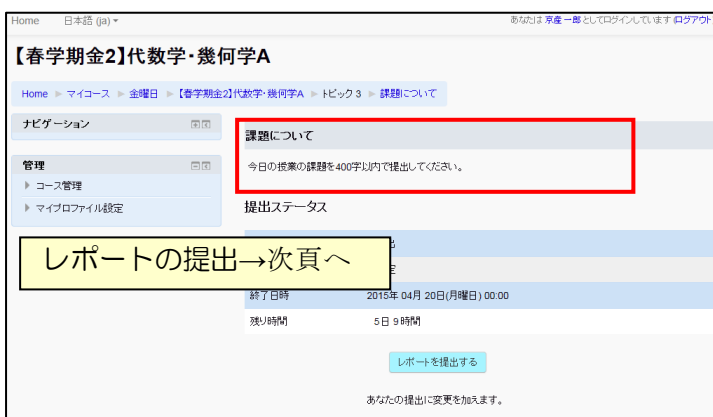 Home 日本語 (ja)
あなたは 京産 一郎 としてログインしています (ログアウト
【春学期金2】代数学・幾何学A
Home ▶ マイコース ▶ 金曜日 ▶ 【春学期金2】代数学・幾何学A ▶ トピック 3 ▶ 課題について
ナビゲーション
管理
コース管理
マイプロファイル設定
課題について
今日の授業の課題を400字以内で提出してください。
提出ステータス
レポートの提出→次頁へ
終了日時 2015年 04月 20日(月曜日) 00:00
残り時間 5日 9時間
レポートを提出する
あなたの提出に変更を加えます。